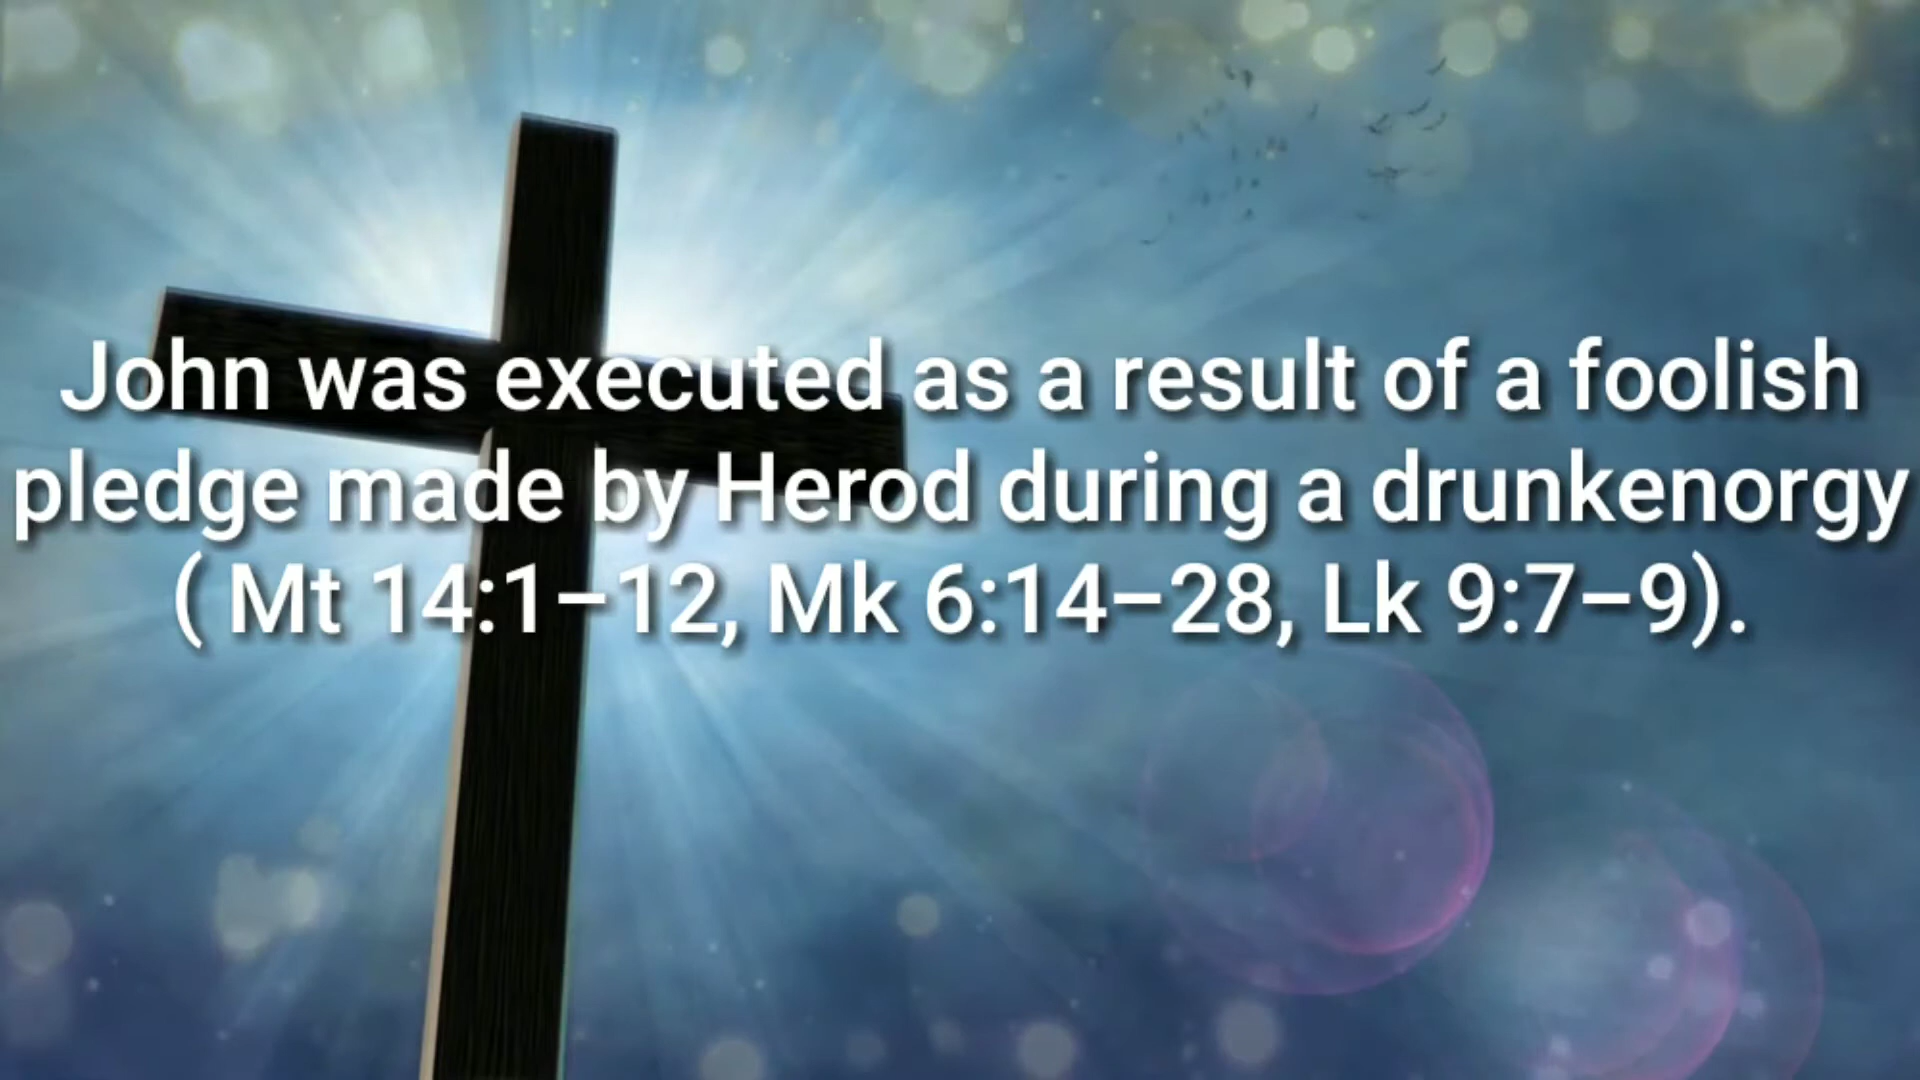 John was executed as a result of a foolish
pledge made by Herod during a drunkenorgy
( Mt 14:1–12, Mk 6:14–28, Lk 9:7–9).